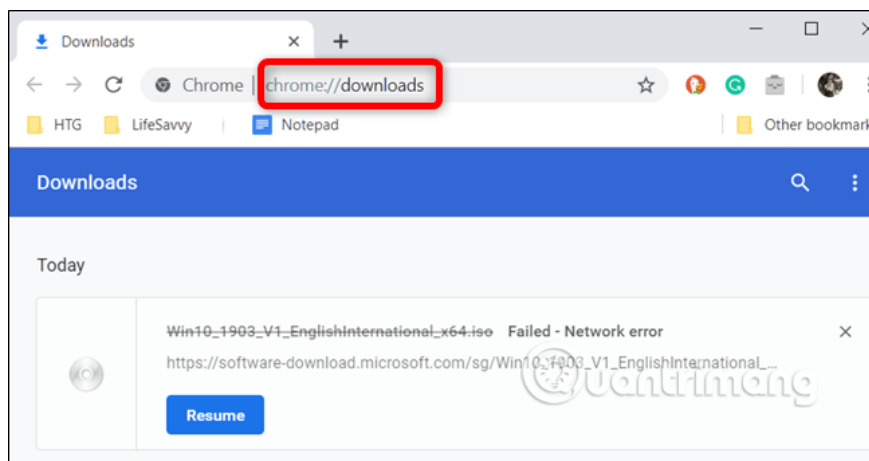 Downloads
Chrome | chrome://downloads
HTG LifeSavvy Notepad Other bookmark
Downloads
Today
Win10_1903_V1_EnglishInternational_x64.iso Failed - Network error
https://software-download.microsoft.com/sg/Win10_1903_V1_EnglishInternational_...
Quantrimang
Resume